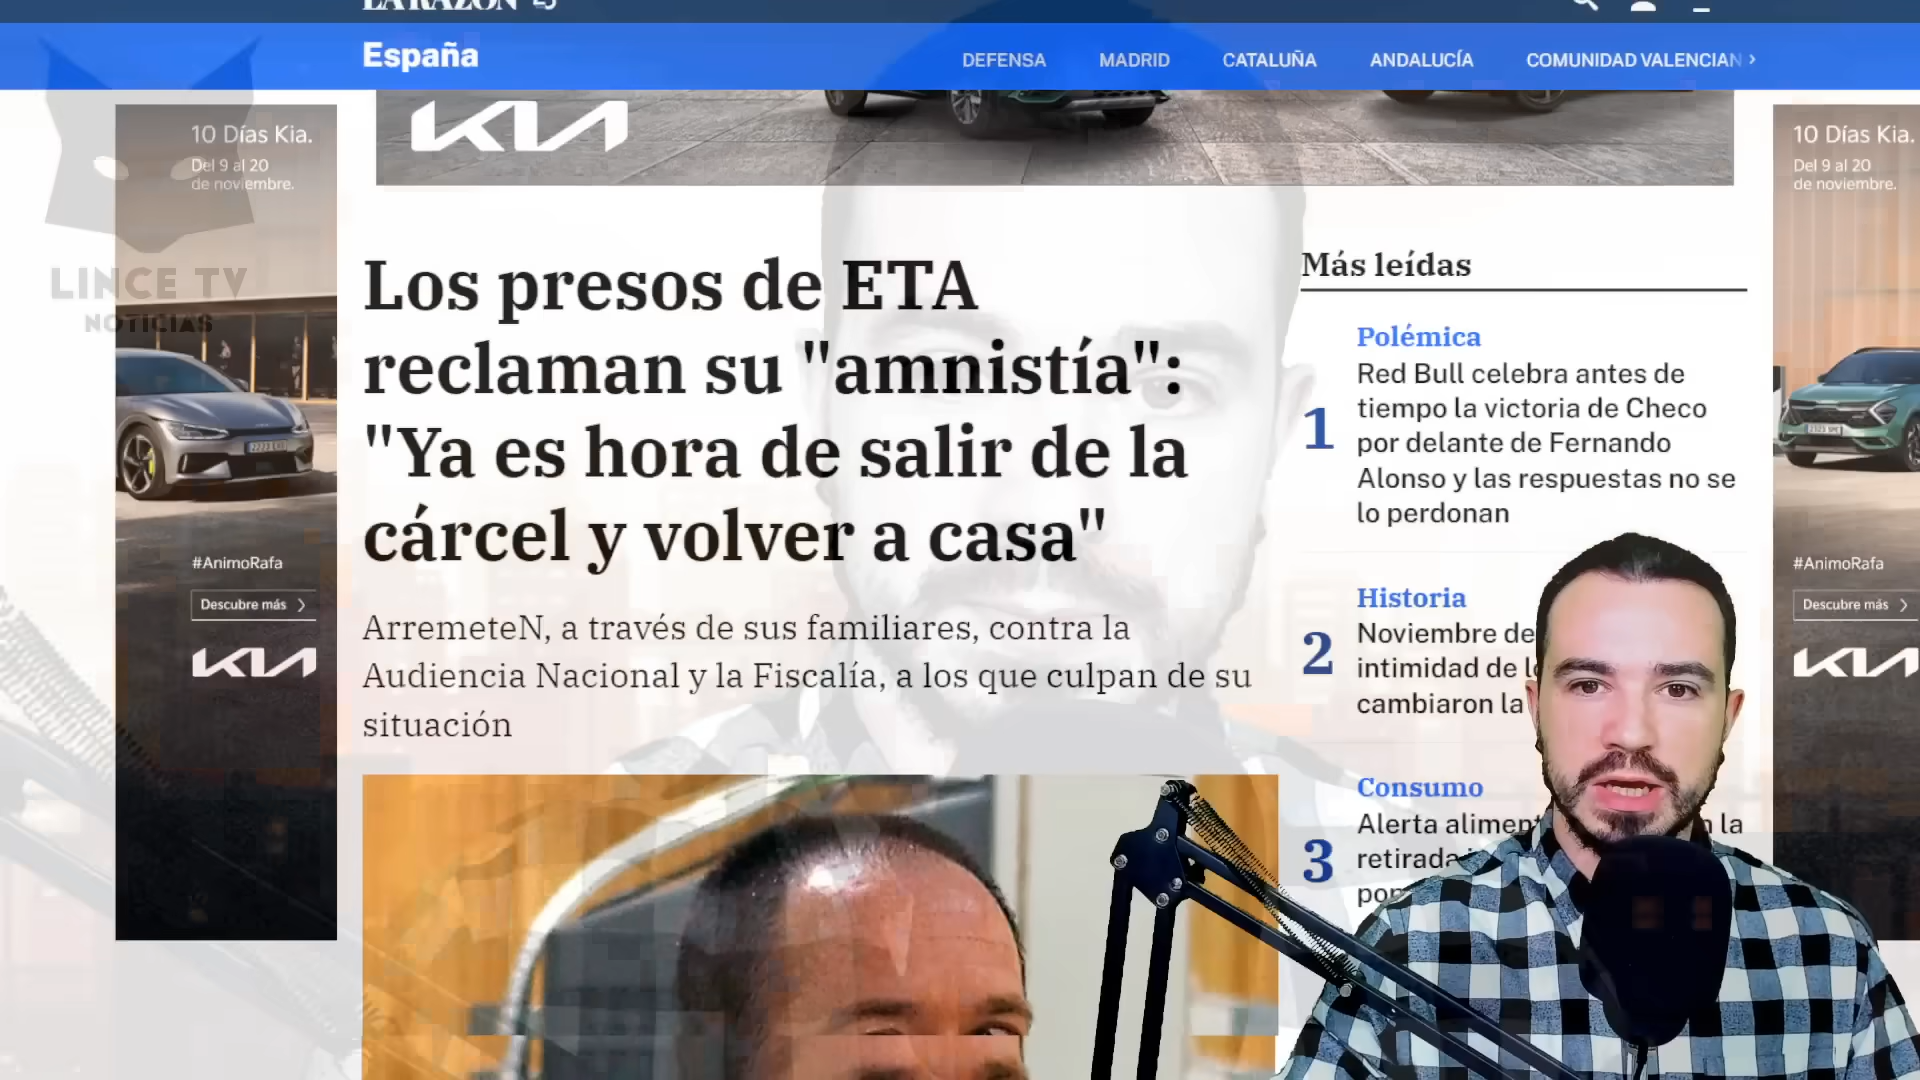 LA RAZÓN
España
DEFENSA
MADRID
CATALUÑA
ANDALUCÍA
COMUNIDAD VALENCIAN
KIA
10 Días Kia.
Del 9 al 20
de noviembre.
10 Días Kia.
Del 9 al 20
de noviembre.
LINCE TV
NOTICIAS
Los presos de ETA
reclaman su "amnistía":
"Ya es hora de salir de la
cárcel y volver a casa"
ArremeteN, a través de sus familiares, contra la
Audiencia Nacional y la Fiscalía, a los que culpan de su
situación
Más leídas
1
Polémica
Red Bull celebra antes de
tiempo la victoria de Checo
por delante de Fernando
Alonso y las respuestas no se
lo perdonan
2
Historia
Noviembre de
intimidad de
cambiaron la
3
Consumo
Alerta
la
retirada
#AnimoRafa
Descubre más
KIA
#AnimoRafa
Descubre más
KIA